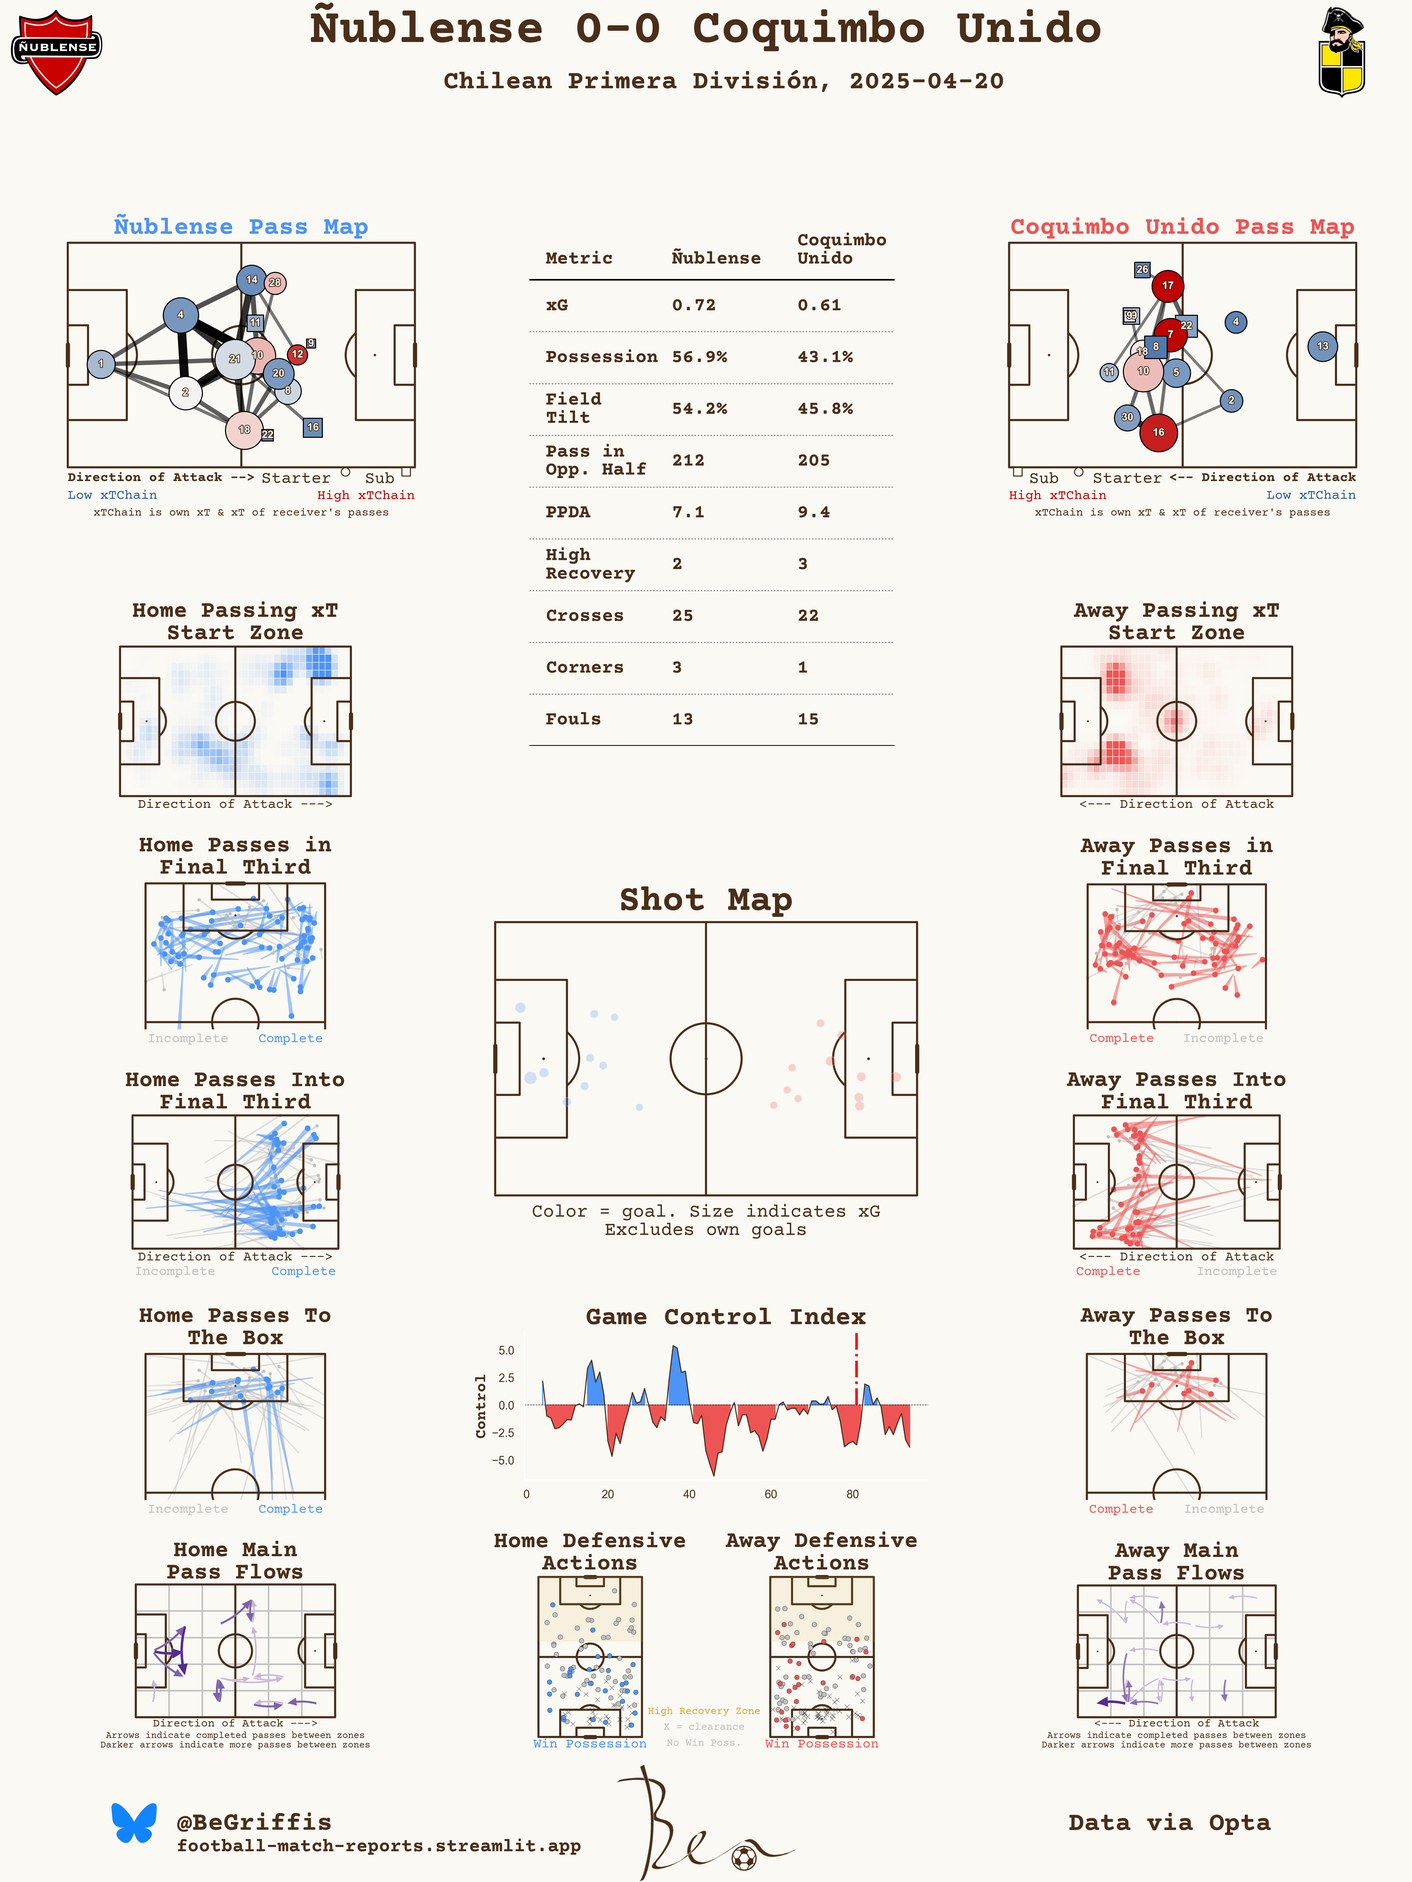 Ñublense 0-0 Coquimbo Unido
Chilean Primera División, 2025-04-20
ÑUBLENSE
Ñublense Pass Map
14
28
4
11
9
1
21
10
12
20
2
8
18
22
16
Direction of Attack --> Starter Sub
Low xTChain High xTChain
xTChain is own xT & xT of receiver's passes
Metric Ñublense Coquimbo Unido
xG 0.72 0.61
Possession 56.9% 43.1%
Field Tilt 54.2% 45.8%
Pass in Opp. Half 212 205
PPDA 7.1 9.4
High Recovery 2 3
Crosses 25 22
Corners 3 1
Fouls 13 15
Coquimbo Unido Pass Map
26
17
22
4
7
8
18
13
11
10
5
2
30
16
Sub Starter <-- Direction of Attack
High xTChain Low xTChain
xTChain is own xT & xT of receiver's passes
Home Passing xT
Start Zone
Direction of Attack --->
Away Passing xT
Start Zone
<--- Direction of Attack
Home Passes in
Final Third
Incomplete Complete
Away Passes in
Final Third
Complete Incomplete
Shot Map
Color = goal. Size indicates xG
Excludes own goals
Home Passes Into
Final Third
Direction of Attack --->
Incomplete Complete
Away Passes Into
Final Third
<--- Direction of Attack
Complete Incomplete
Home Passes To
The Box
Incomplete Complete
Game Control Index
Control
5.0
2.5
0.0
−2.5
−5.0
0 20 40 60 80
Away Passes To
The Box
Complete Incomplete
Home Main
Pass Flows
Direction of Attack --->
Arrows indicate completed passes between zones
Darker arrows indicate more passes between zones
Home Defensive
Actions
Win Possession
High Recovery Zone
X = clearance
No Win Poss.
Away Defensive
Actions
Win Possession
Away Main
Pass Flows
<--- Direction of Attack
Arrows indicate completed passes between zones
Darker arrows indicate more passes between zones
@BeGriffis
football-match-reports.streamlit.app
Ben
Data via Opta